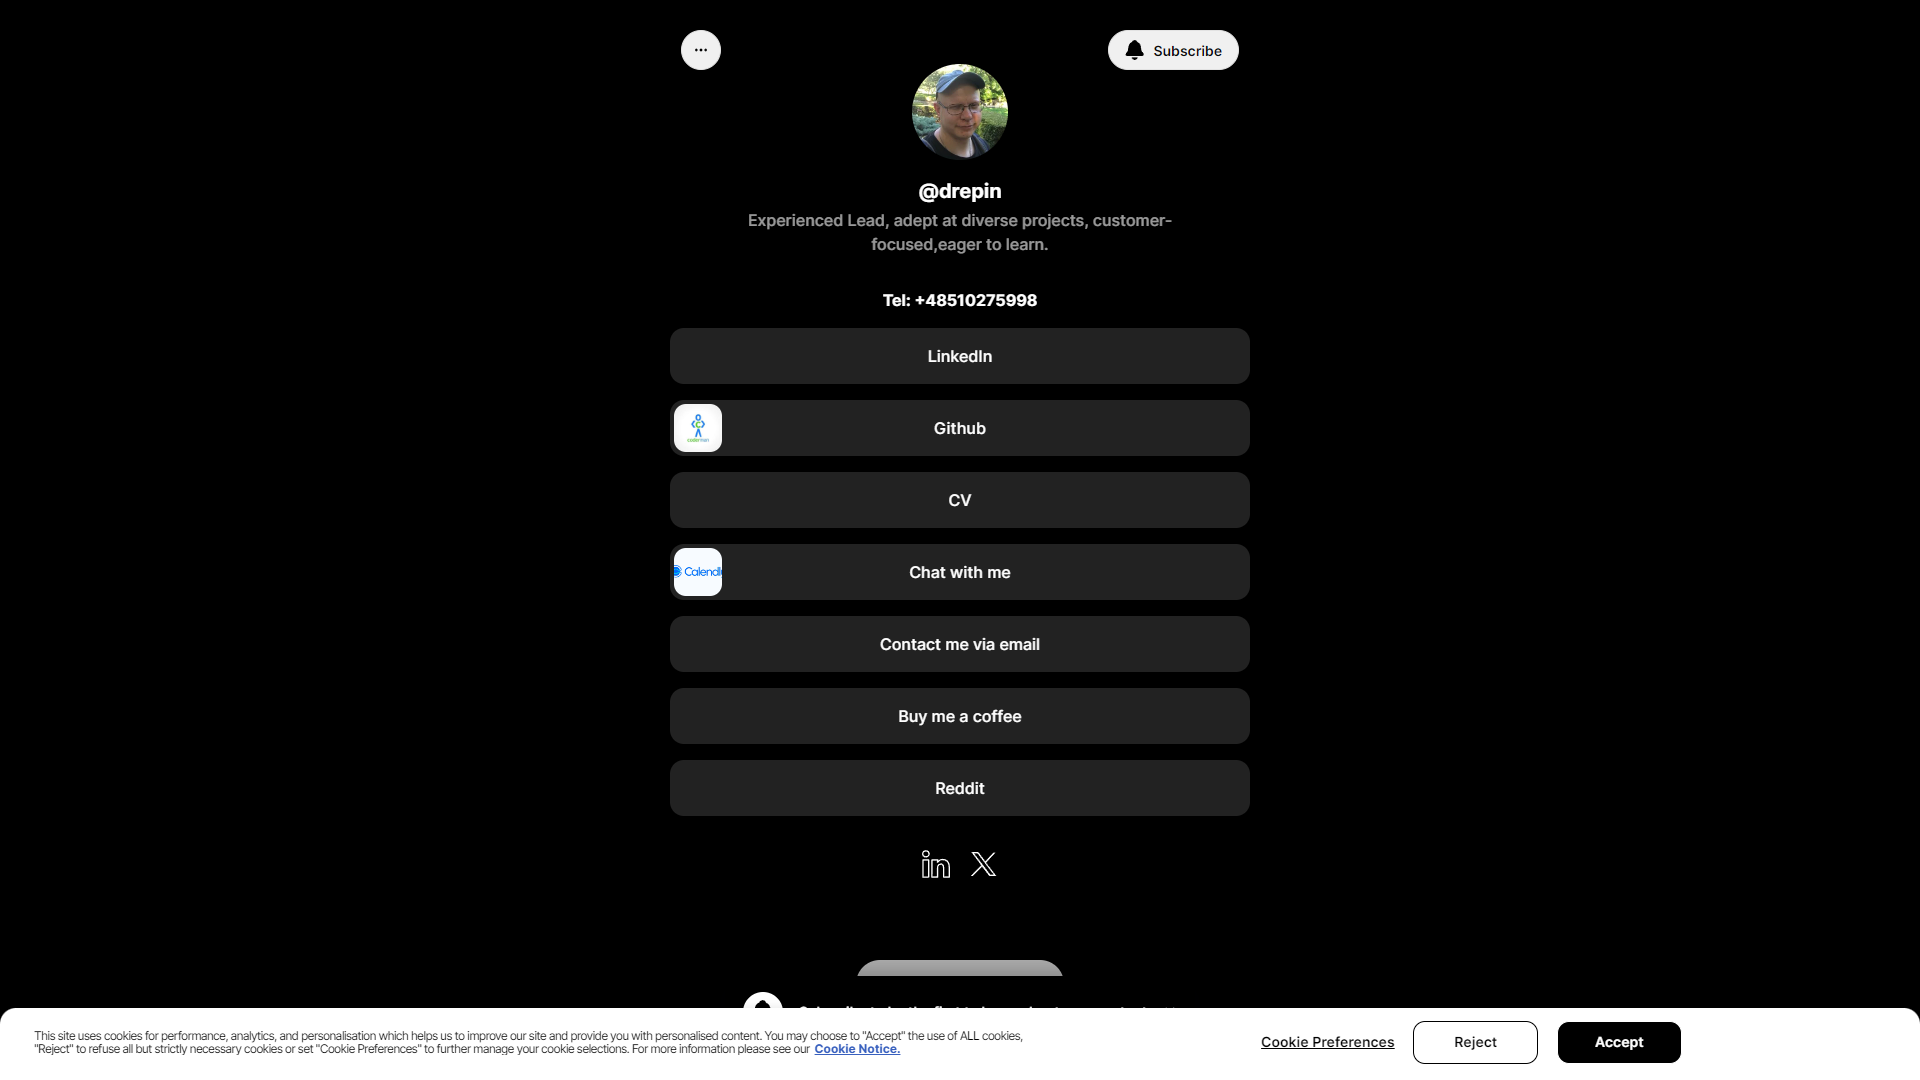 Subscribe
@drepin
Experienced Lead, adept at diverse projects, customer-
focused,eager to learn.
Tel: +48510275998
LinkedIn
Github
CV
Calendl
Chat with me
Contact me via email
Buy me a coffee
Reddit
This site uses cookies for performance, analytics, and personalisation which helps us to improve our site and provide you with personalised content. You may choose to "Accept" the use of ALL cookies,
"Reject" to refuse all but strictly necessary cookies or set "Cookie Preferences" to further manage your cookie selections. For more information please see our Cookie Notice.
Cookie Preferences
Reject
Accept